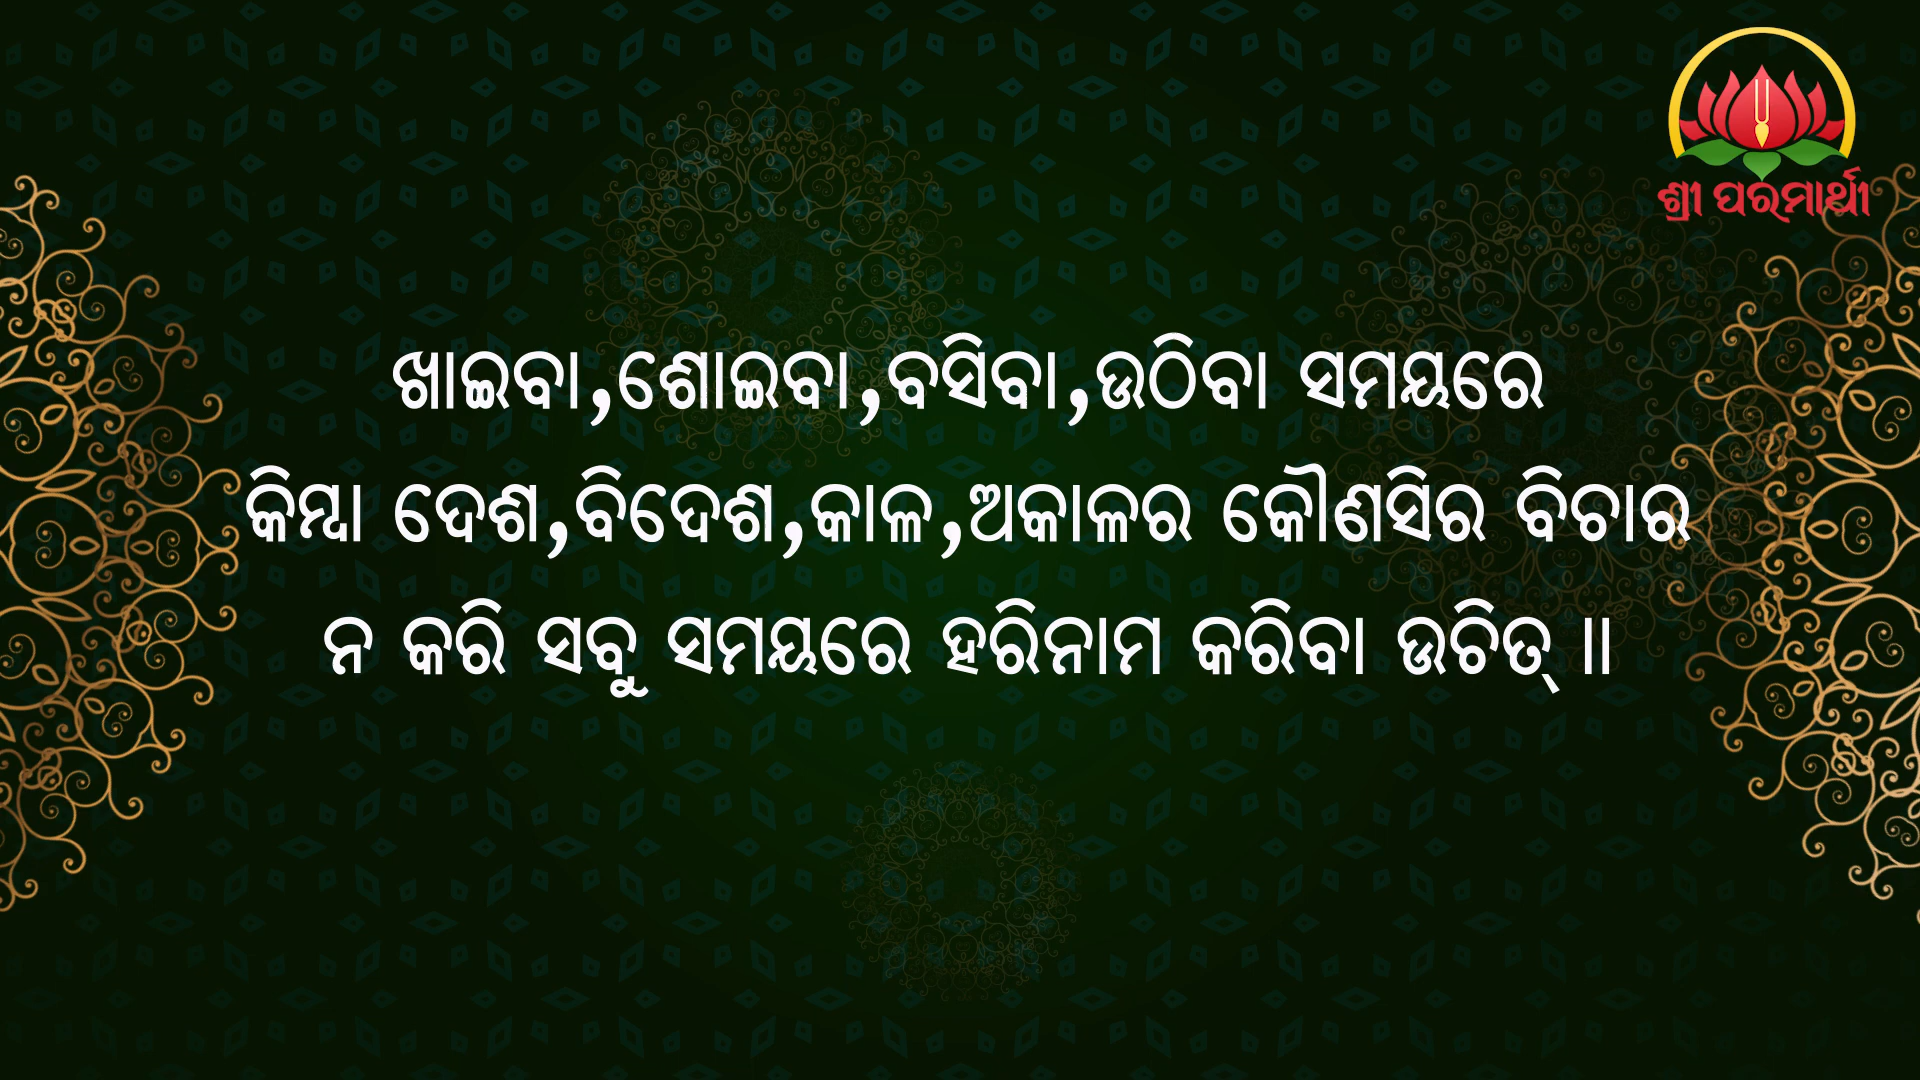 ଶ୍ରୀ ପରମାର୍ଥୀ
ଖାଇବା,ଶୋଇବା,ବସିବା,ଉଠିବା ସମୟରେ
କିମ୍ବା ଦେଶ,ବିଦେଶ,କାଳ,ଅକାଳର କୌଣସିର ବିଚାର
ନ କରି ସବୁ ସମୟରେ ହରିନାମ କରିବା ଉଚିତ୍ ॥